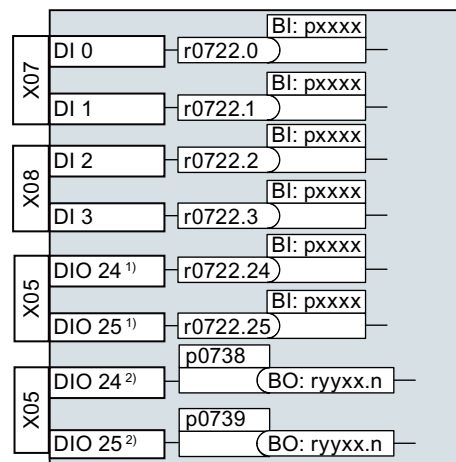 BI: pxxxx
X07
DI 0
r0722.0
BI: pxxxx
DI 1
r0722.1
BI: pxxxx
X08
DI 2
r0722.2
BI: pxxxx
DI 3
r0722.3
BI: pxxxx
X05
DIO 24 1)
r0722.24
BI: pxxxx
DIO 25 1)
r0722.25
p0738
X05
DIO 24 2)
BO: ryyxx.n
p0739
DIO 25 2)
BO: ryyxx.n